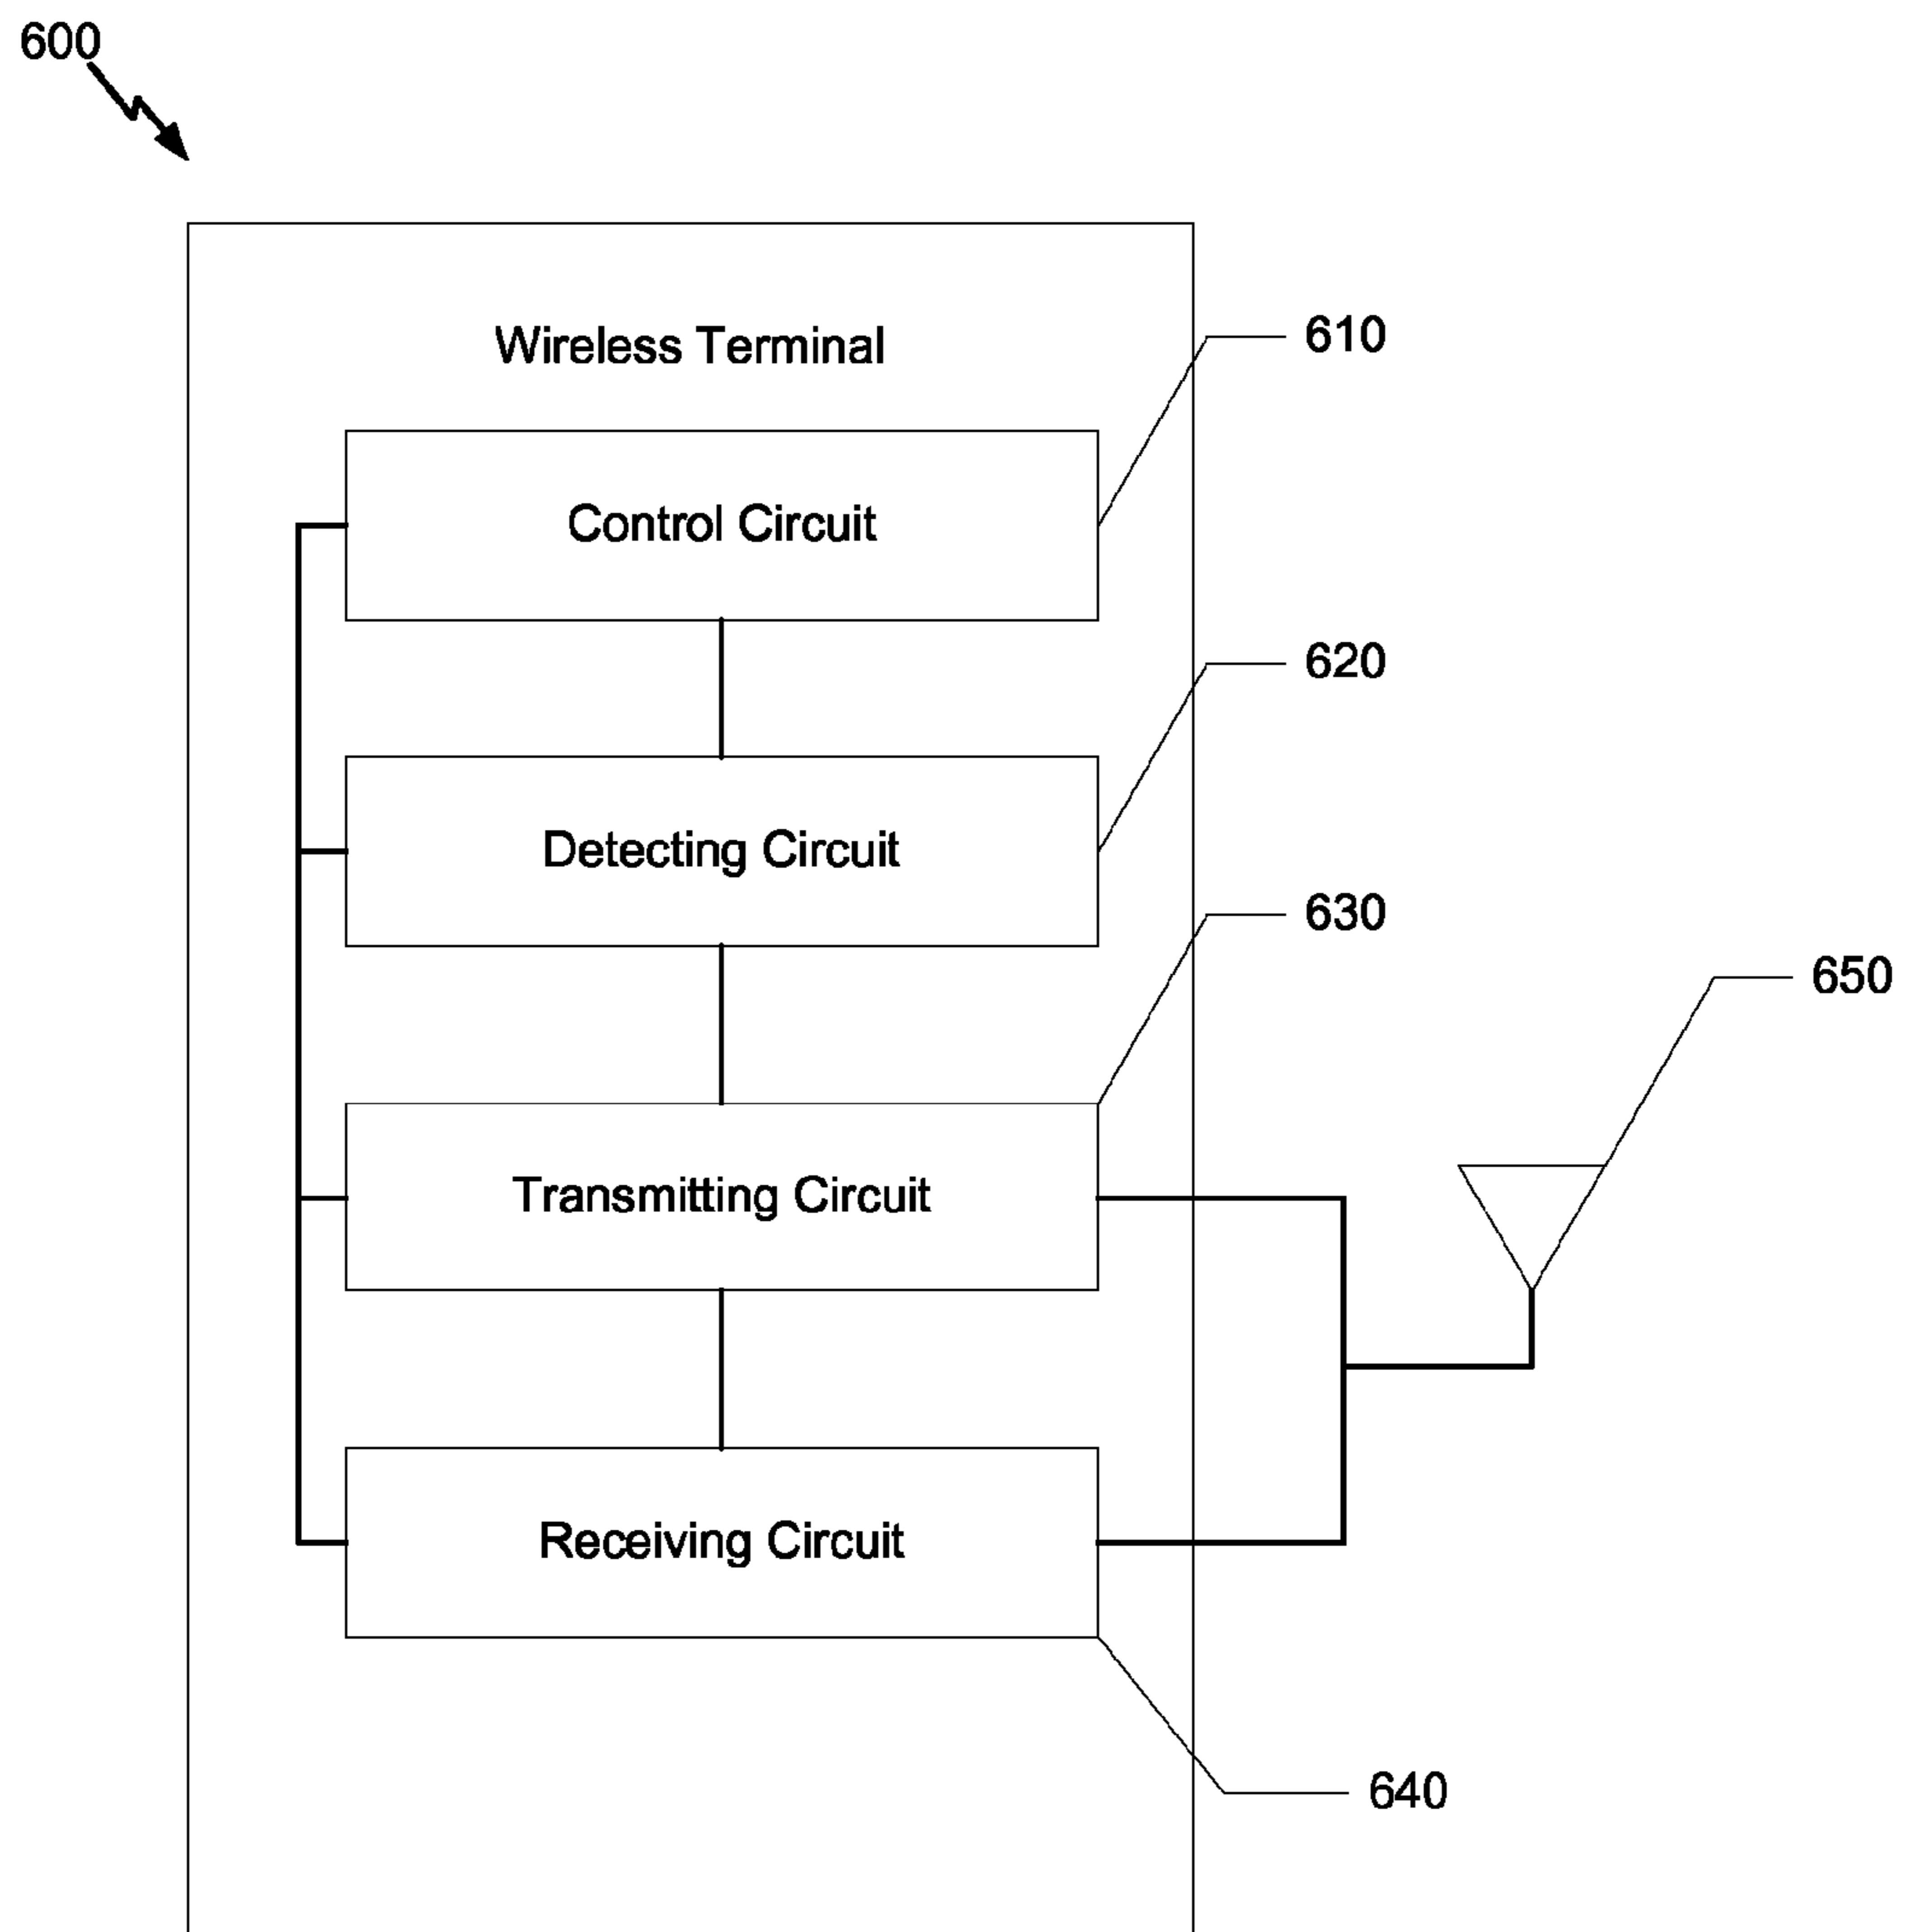 600
Wireless Terminal
610
Control Circuit
620
Detecting Circuit
630
650
Transmitting Circuit
Receiving Circuit
640